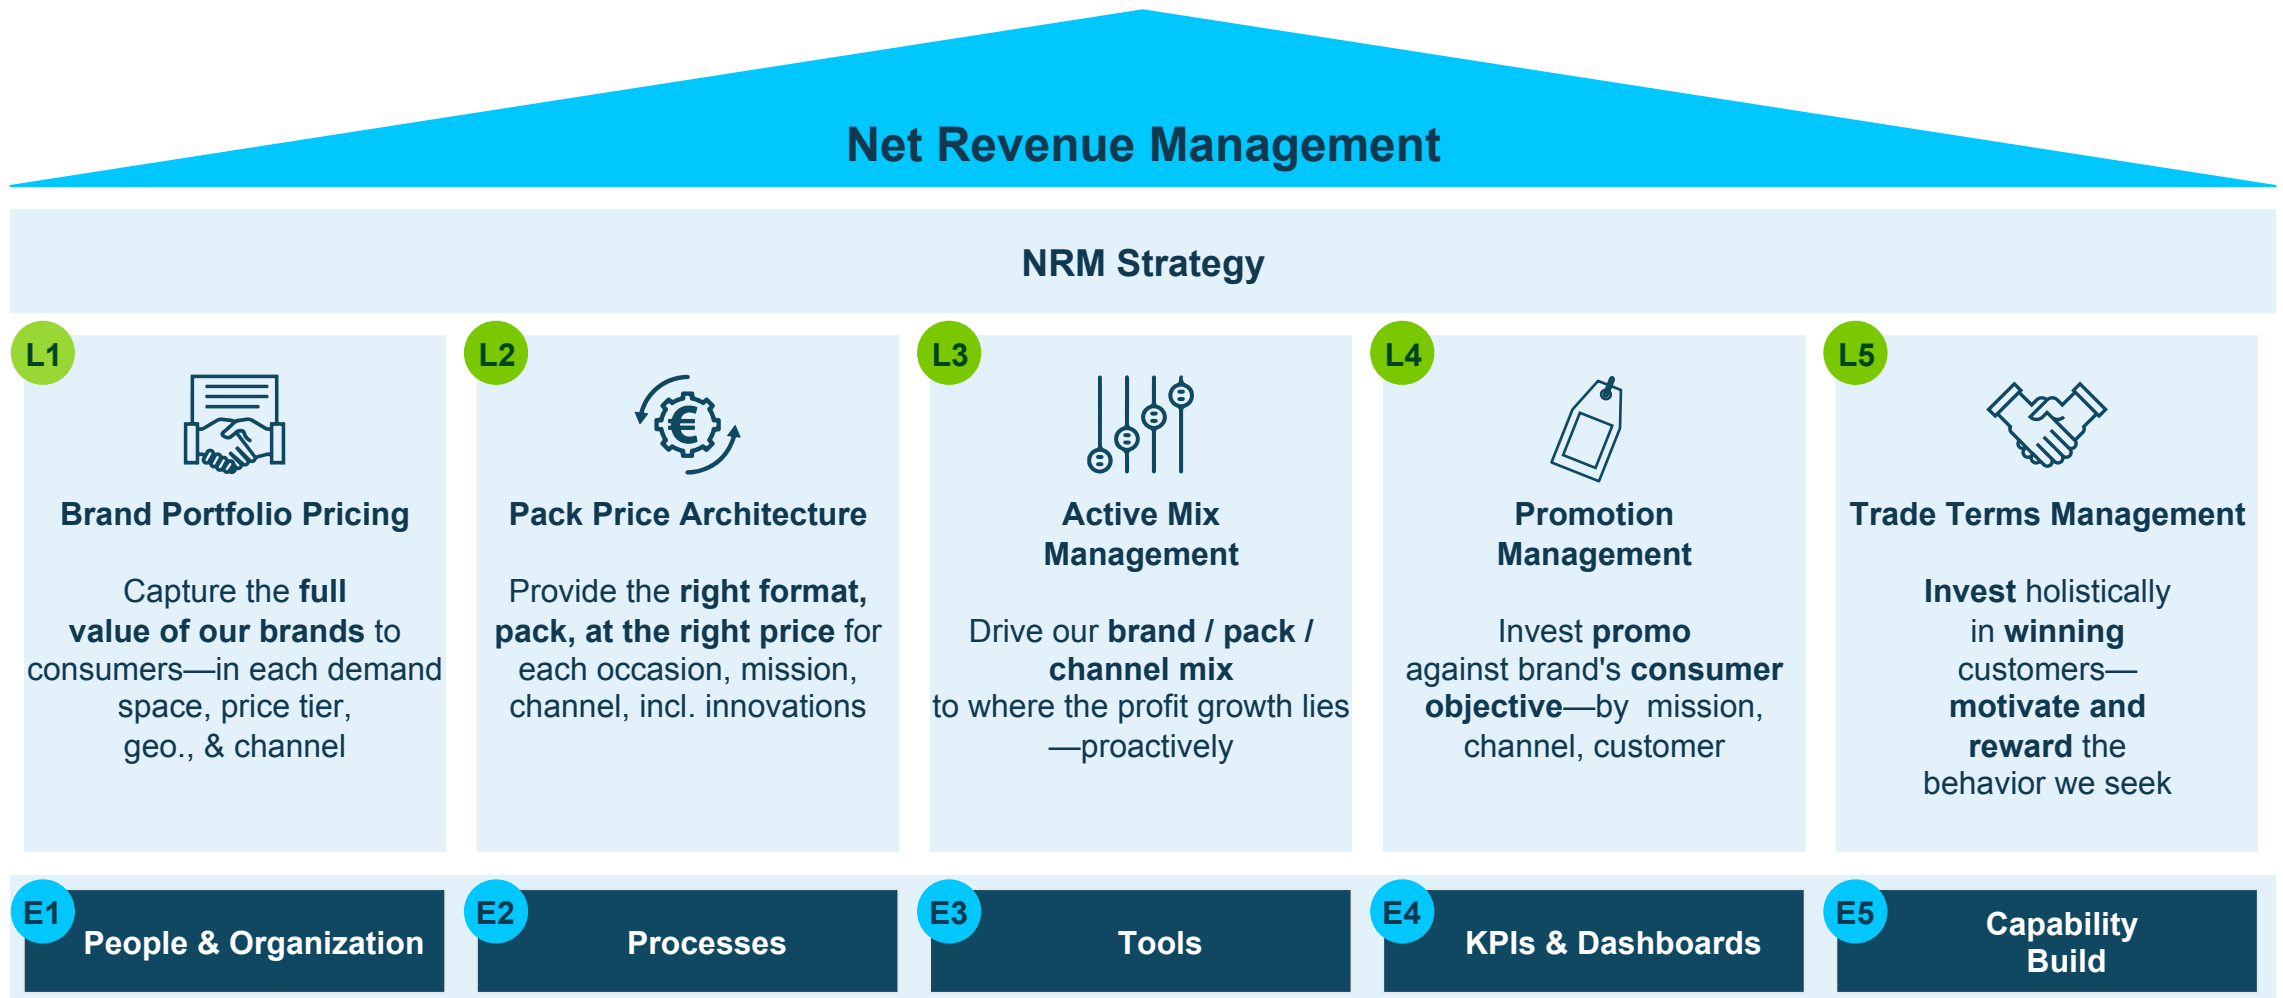 Net Revenue Management
NRM Strategy
L1
Brand Portfolio Pricing
Capture the full
value of our brands to
consumers—in each demand
space, price tier,
geo., & channel
L2
€
Pack Price Architecture
Provide the right format,
pack, at the right price for
each occasion, mission,
channel, incl. innovations
L3
Active Mix
Management
Drive our brand / pack /
channel mix
to where the profit growth lies
—proactively
L4
Promotion
Management
Invest promo
against brand's consumer
objective—by mission,
channel, customer
L5
Trade Terms Management
Invest holistically
in winning
customers—
motivate and
reward the
behavior we seek
E1
People & Organization
E2
Processes
E3
Tools
E4
KPIs & Dashboards
E5
Capability
Build